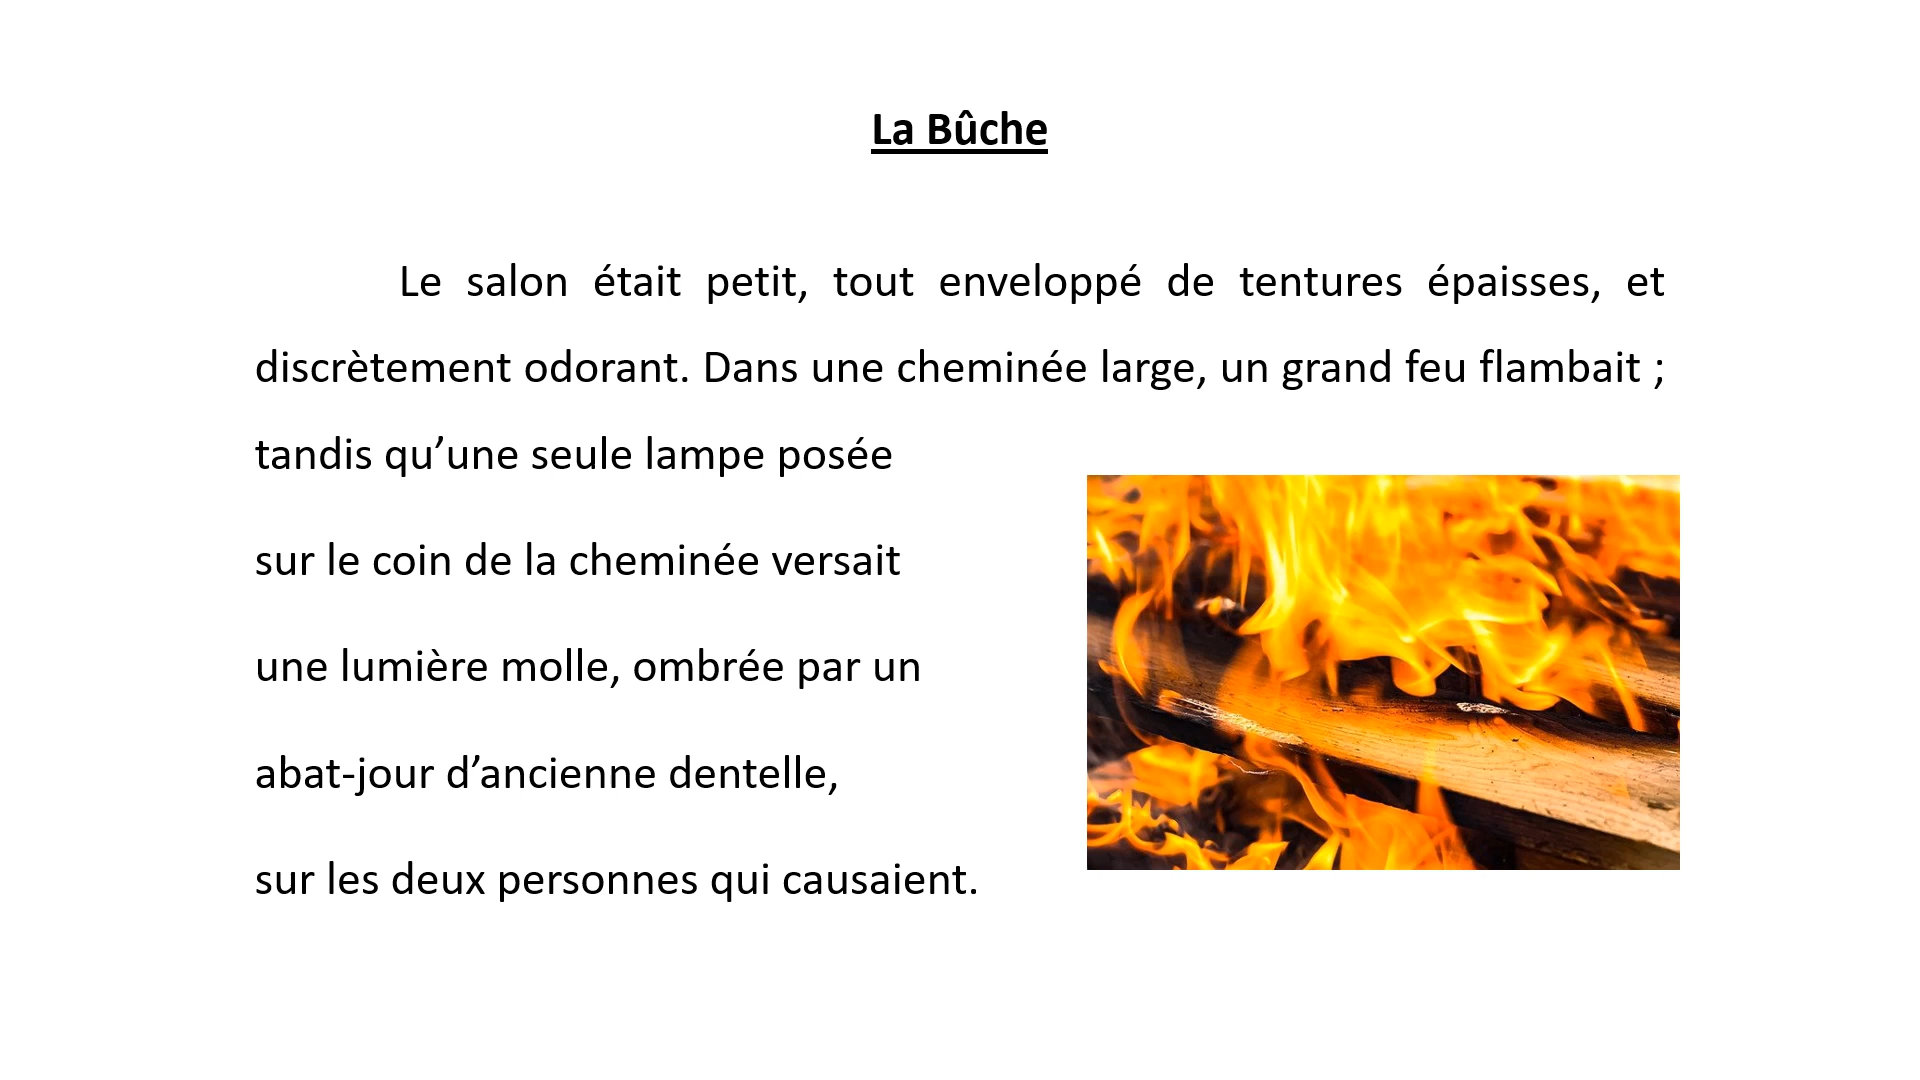 La Bûche
Le salon était petit, tout enveloppé de tentures épaisses, et
discrètement odorant. Dans une cheminée large, un grand feu flambait ;
tandis qu’une seule lampe posée
sur le coin de la cheminée versait
une lumière molle, ombrée par un
abat-jour d’ancienne dentelle,
sur les deux personnes qui causaient.